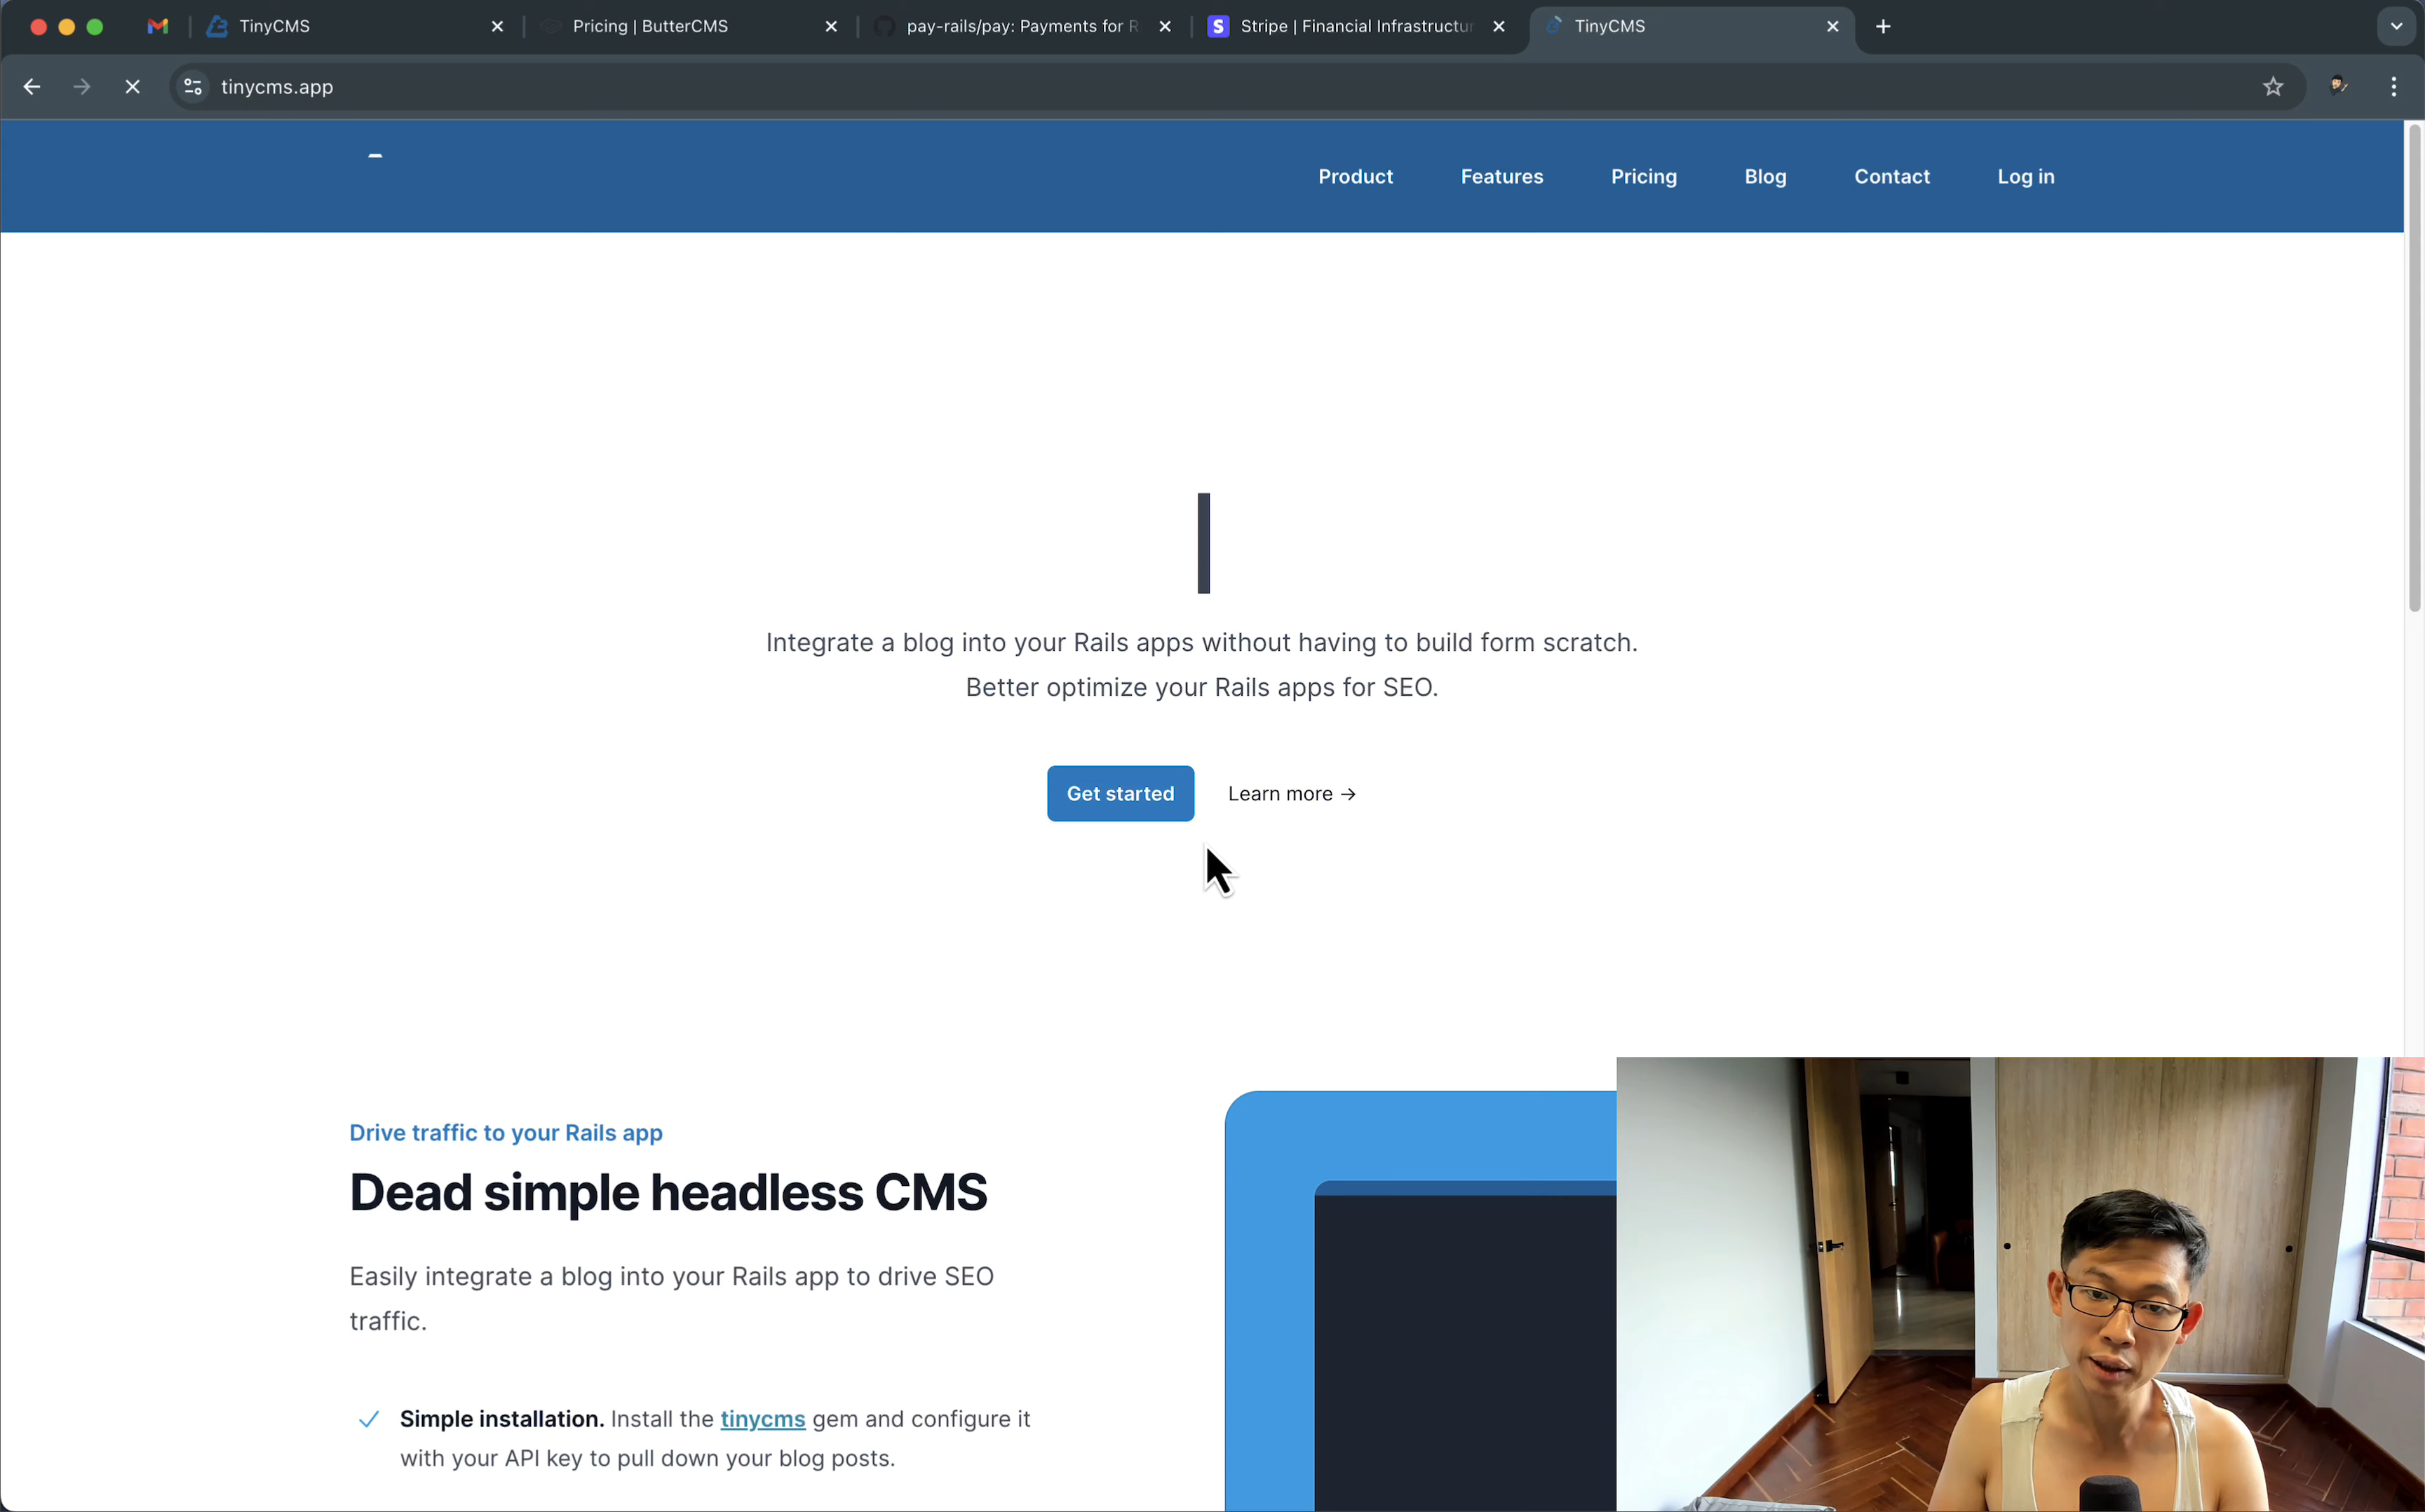 TinyCMS
Pricing | ButterCMS
pay-rails/pay: Payments for R
Stripe | Financial Infrastructur
TinyCMS
tinycms.app
Product
Features
Pricing
Blog
Contact
Log in
Integrate a blog into your Rails apps without having to build form scratch.
Better optimize your Rails apps for SEO.
Get started
Learn more →
Drive traffic to your Rails app
Dead simple headless CMS
Easily integrate a blog into your Rails app to drive SEO
traffic.
Simple installation. Install the tinycms gem and configure it
with your API key to pull down your blog posts.